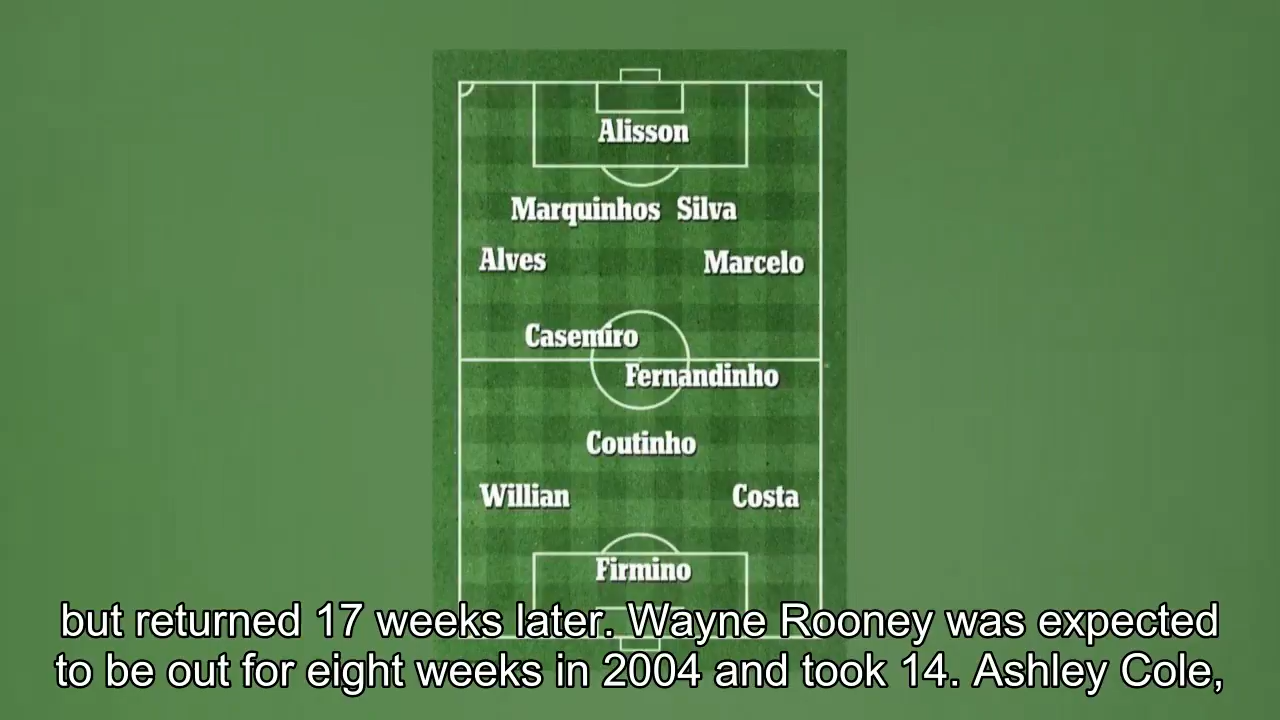 Alisson
Marquinhos Silva
Alves Marcelo
Casemiro
Fernandinho
Coutinho
Willian Costa
Firmino
but returned 17 weeks later. Wayne Rooney was expected
to be out for eight weeks in 2004 and took 14. Ashley Cole,